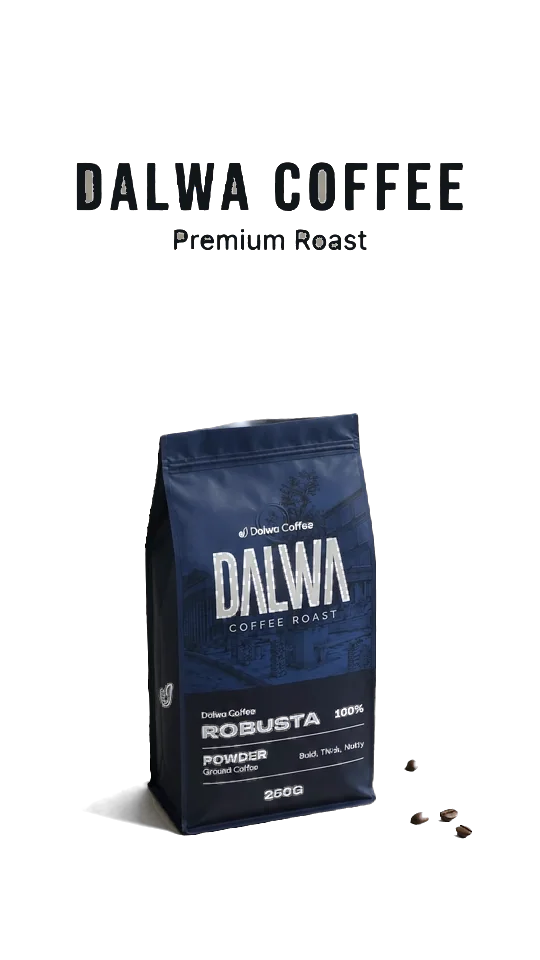 DALWA COFFEE
Premium Roast
Dalwa Coffee
DALWA
COFFEE ROAST
Dalwa Coffee
ROBUSTA 100%
POWDER
Ground Coffee
Bold, Thick, Nutty
250G